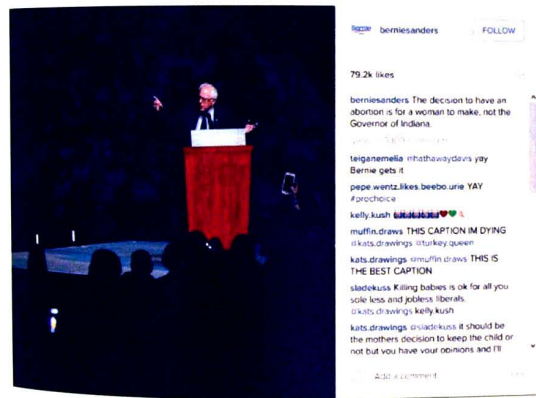 berniesanders FOLLOW
79.2k likes
berniesanders The decision to have an
abortion is for a woman to make, not the
Governor of Indiana.
teiganemelia @hathawaydavis yay
Bernie gets it
pepe.wentz.likes.beebo.urie YAY
#prochoice
kelly.kush
muffin.draws THIS CAPTION IM DYING
@kats.drawings @turkey.queen
kats.drawings @muffin.draws THIS IS
THE BEST CAPTION
sladekuss Killing babies is ok for all you
sole less and jobless liberals.
@kats.drawings kelly.kush
kats.drawings @sladekuss it should be
the mothers decision to keep the child or
not but you have your opinions and I'll
Add a comment